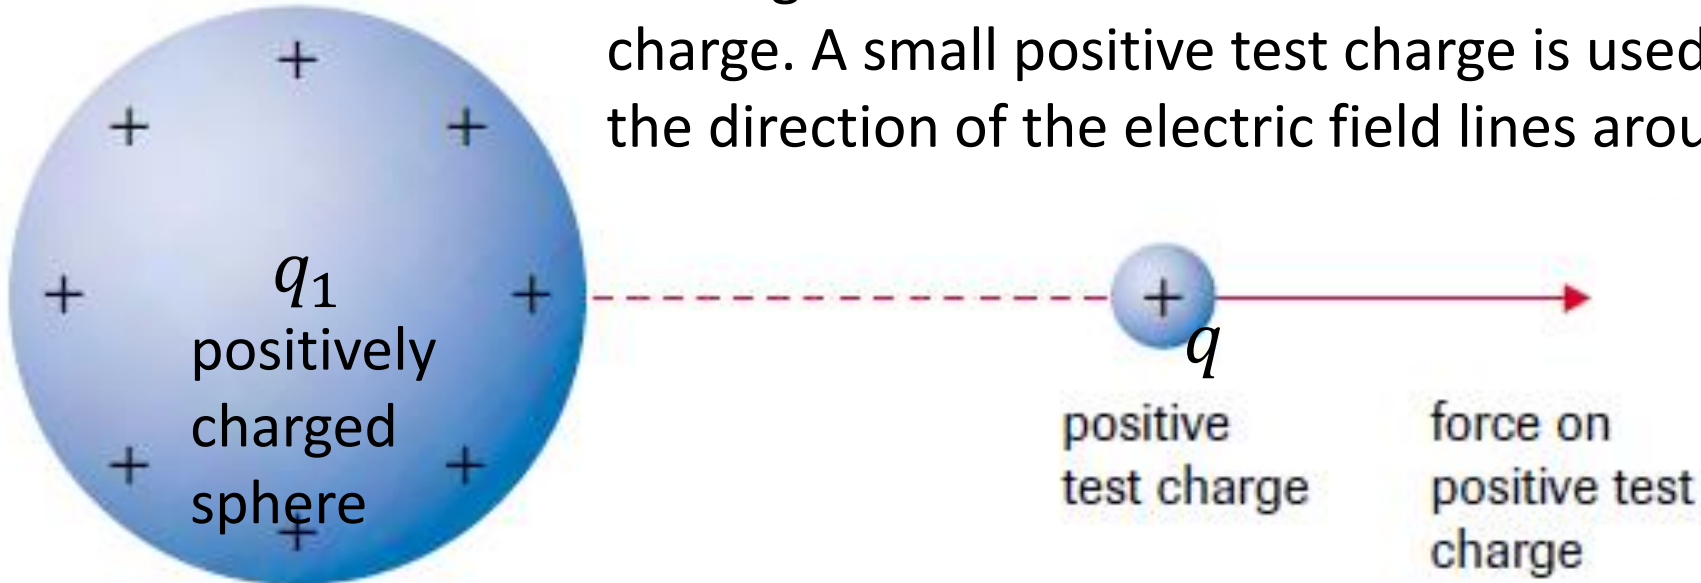 charge. A small positive test charge is used
the direction of the electric field lines
+
+ +
+ q₁ + + q
positively
charged
sphere
+ +
+
positive
test charge
force on
positive test
charge